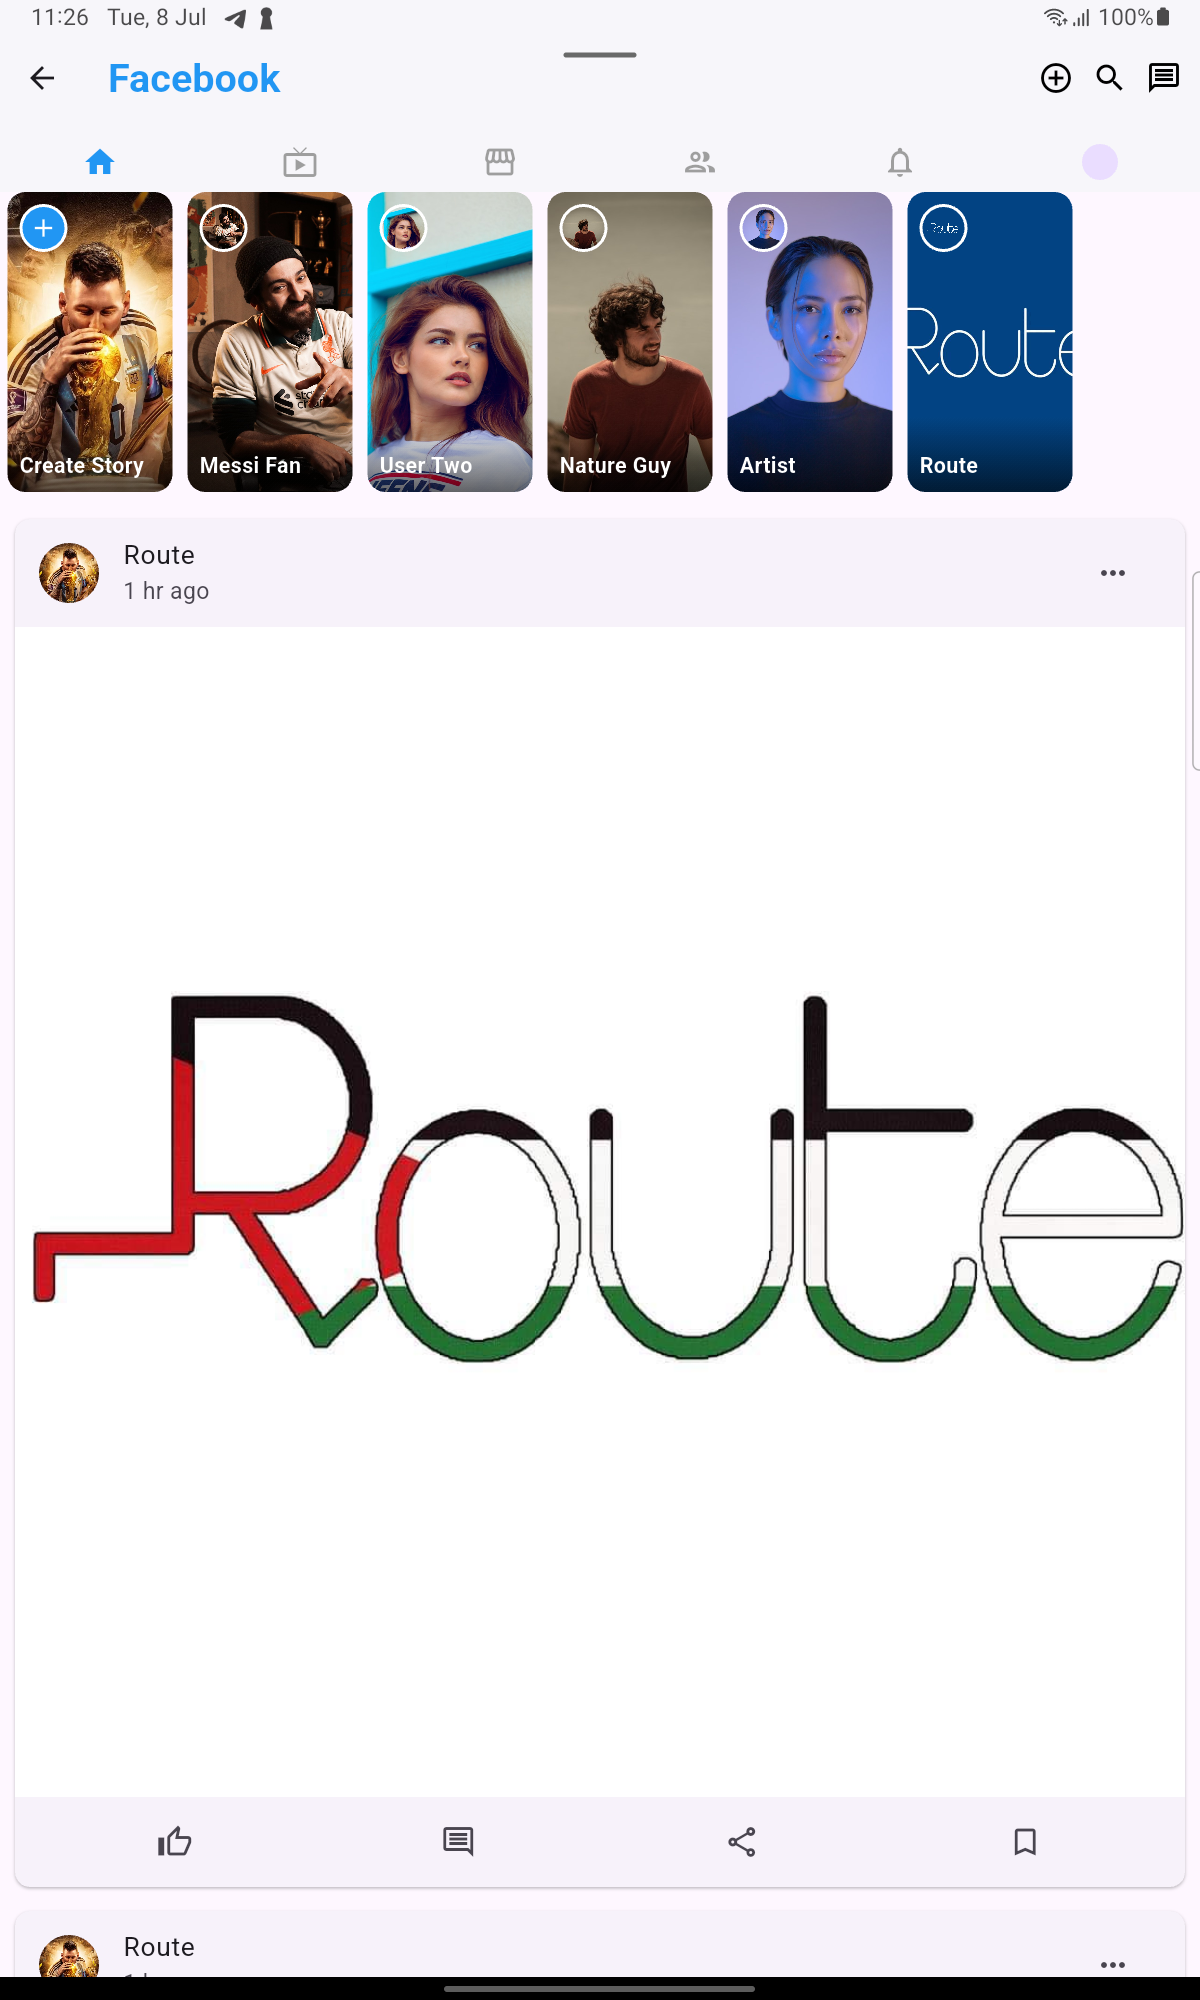 11:26 Tue, 8 Jul 100%
Facebook
Route
Create Story
Messi Fan
User Two
Nature Guy
Artist
Route
Route
1 hr ago
Route
Route